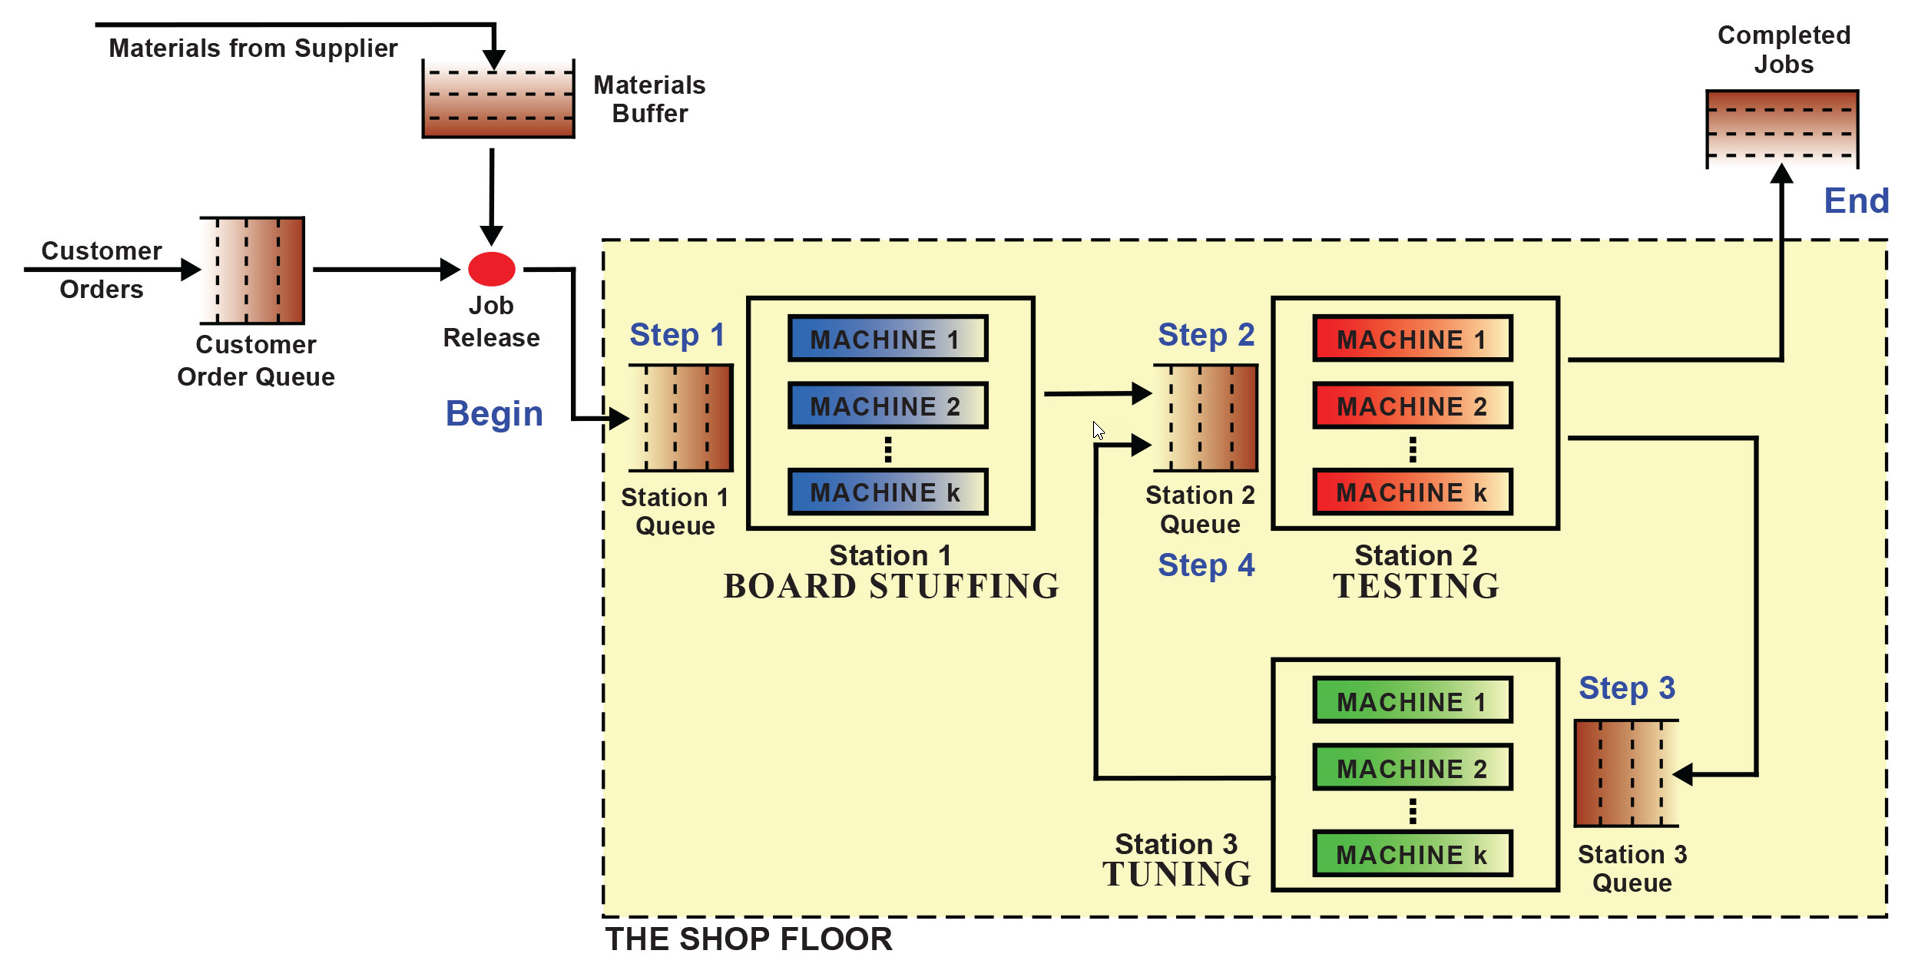 Materials from Supplier
Materials
Buffer
Completed
Jobs
End
Customer
Orders
Customer
Order Queue
Job
Release
Begin
Step 1
Station 1
Queue
MACHINE 1
MACHINE 2
MACHINE k
Station 1
BOARD STUFFING
Step 2
Station 2
Queue
Step 4
MACHINE 1
MACHINE 2
MACHINE k
Station 2
TESTING
Step 3
Station 3
Queue
MACHINE 1
MACHINE 2
MACHINE k
Station 3
TUNING
THE SHOP FLOOR